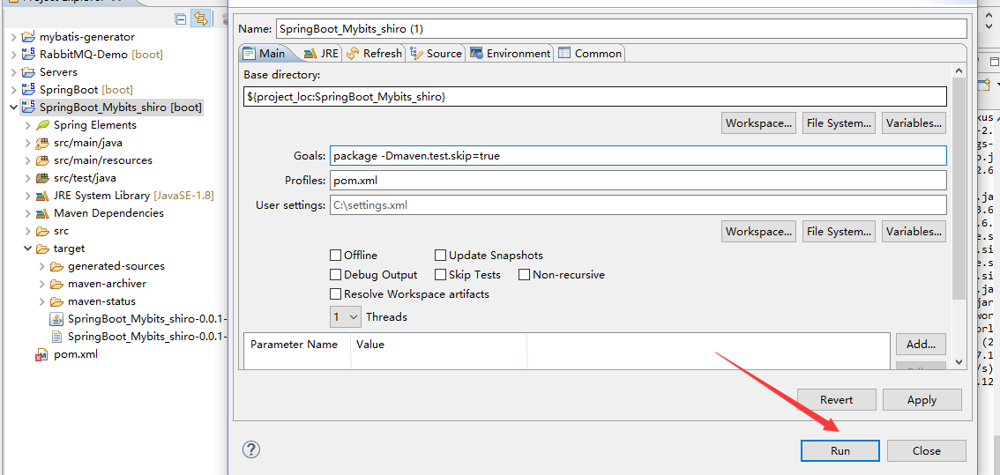 mybatis-generator
RabbitMQ-Demo [boot]
Servers
SpringBoot [boot]
SpringBoot_Mybits_shiro [boot]
Spring Elements
src/main/java
src/main/resources
src/test/java
JRE System Library [JavaSE-1.8]
Maven Dependencies
src
target
generated-sources
maven-archiver
maven-status
SpringBoot_Mybits_shiro-0.0.1-
SpringBoot_Mybits_shiro-0.0.1-
pom.xml
Name: SpringBoot_Mybits_shiro (1)
Main JRE Refresh Source Environment Common
Base directory:
${project_loc:SpringBoot_Mybits_shiro}
Workspace... File System... Variables...
Goals: package -Dmaven.test.skip=true
Profiles: pom.xml
User settings: C:\settings.xml
Workspace... File System... Variables...
Offline Update Snapshots
Debug Output Skip Tests Non-recursive
Resolve Workspace artifacts
1 Threads
Parameter Name Value
Add...
Revert Apply
Run Close